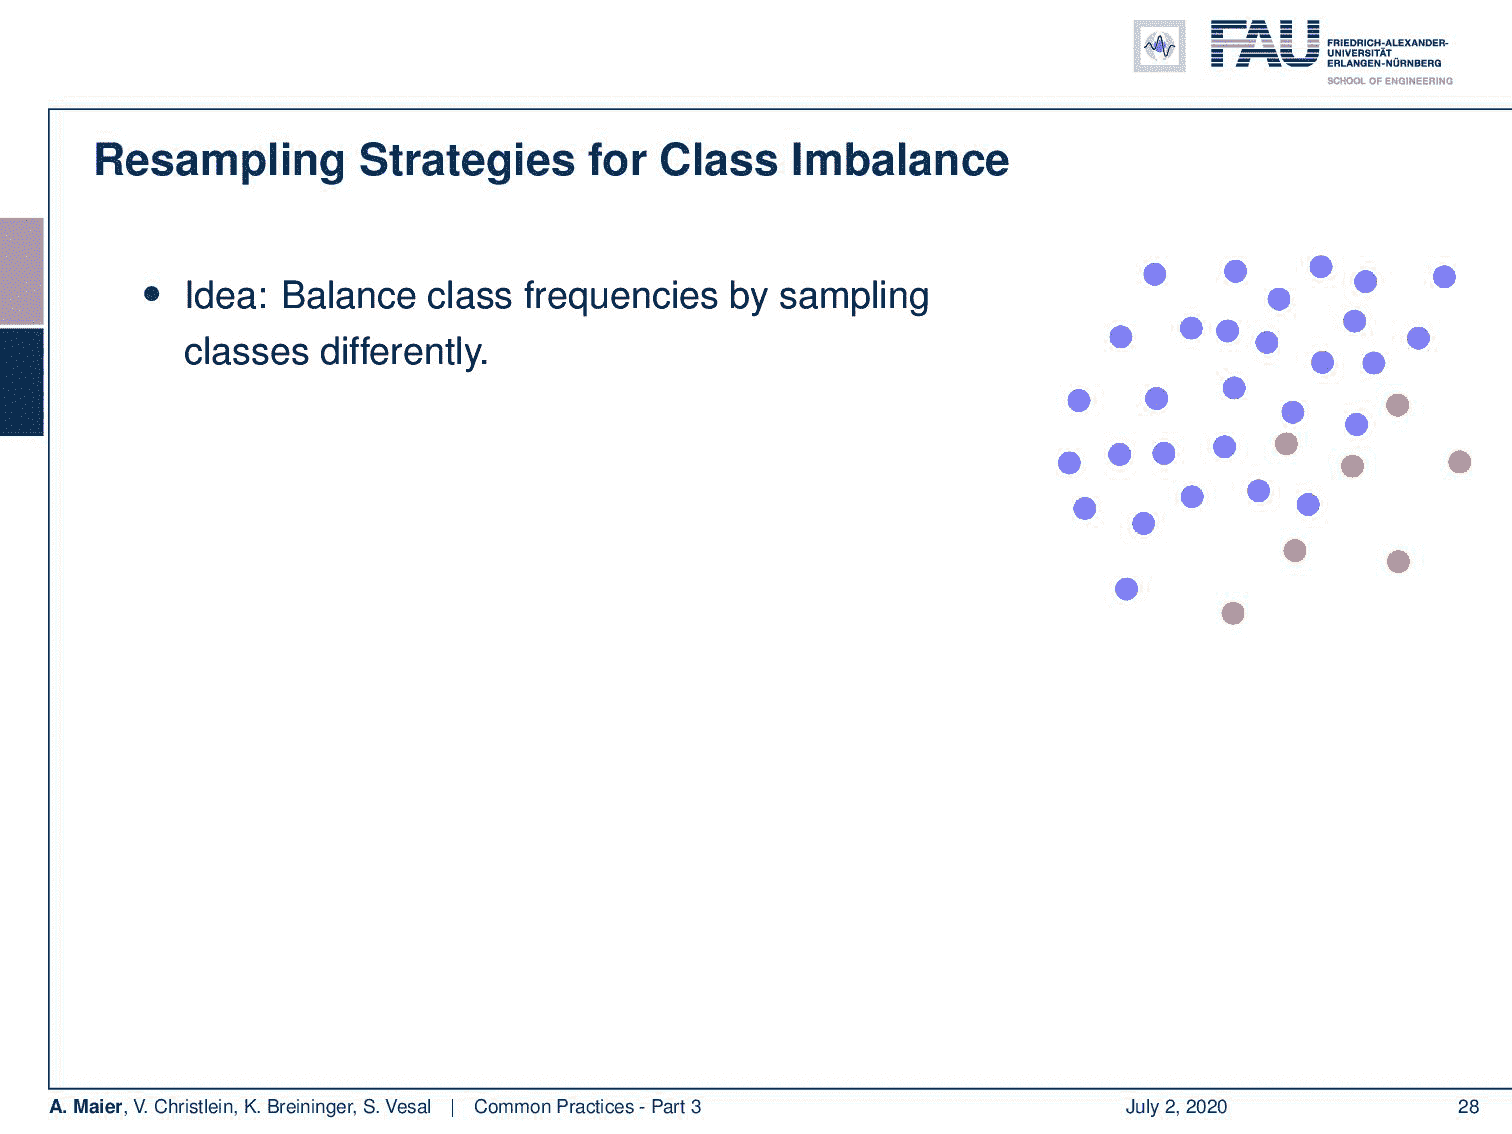 FAU
FRIEDRICH-ALEXANDER-
UNIVERSITÄT
ERLANGEN-NÜRNBERG
SCHOOL OF ENGINEERING
Resampling Strategies for Class Imbalance
• Idea: Balance class frequencies by sampling
classes differently.
A. Maier, V. Christlein, K. Breininger, S. Vesal | Common Practices - Part 3 July 2, 2020 28